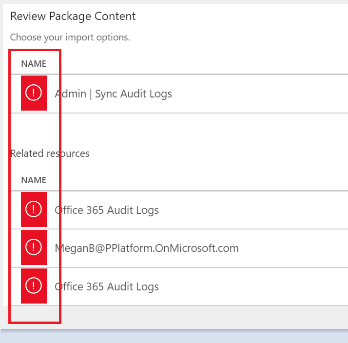 Review Package Content
Choose your import options.
NAME
Admin | Sync Audit Logs
Related resources
NAME
Office 365 Audit Logs
MeganB@PPlatform.OnMicrosoft.com
Office 365 Audit Logs